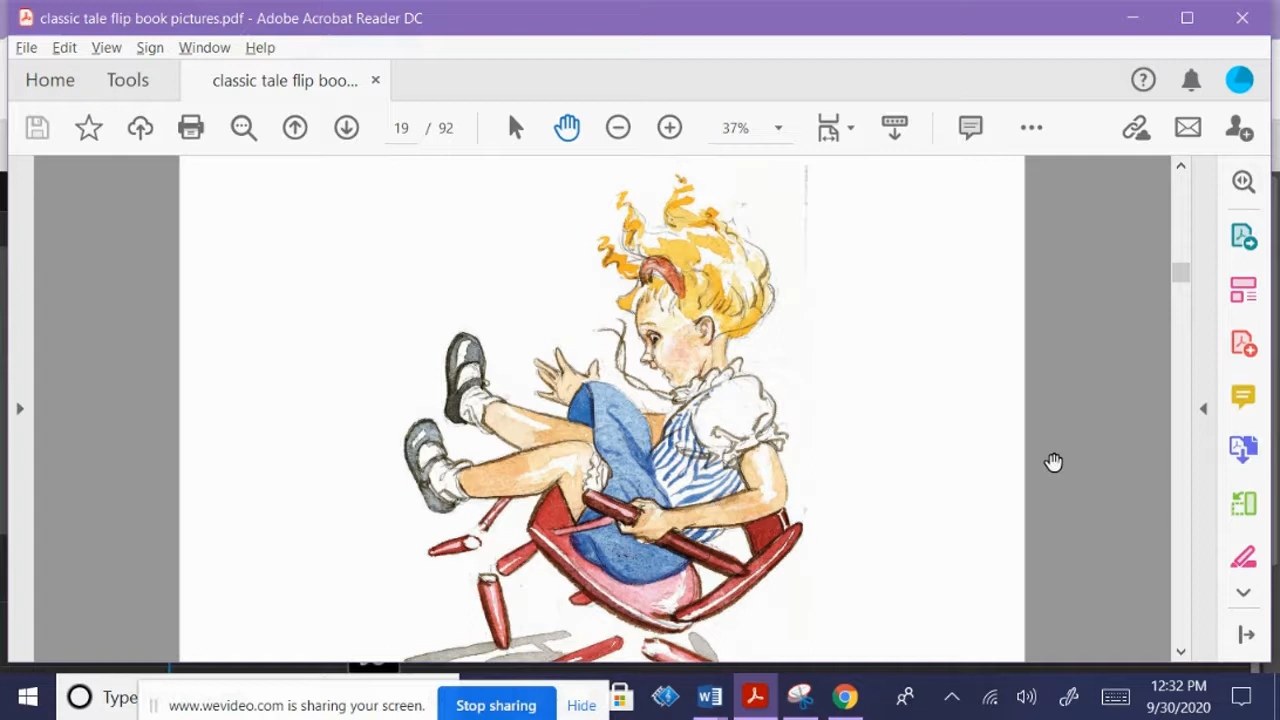 classic tale flip book pictures.pdf - Adobe Acrobat Reader DC
File Edit View Sign Window Help
Home Tools classic tale flip boo... ×
19 / 92 37%
12:32 PM
Type
www.wevideo.com is sharing your screen. Stop sharing Hide
9/30/2020